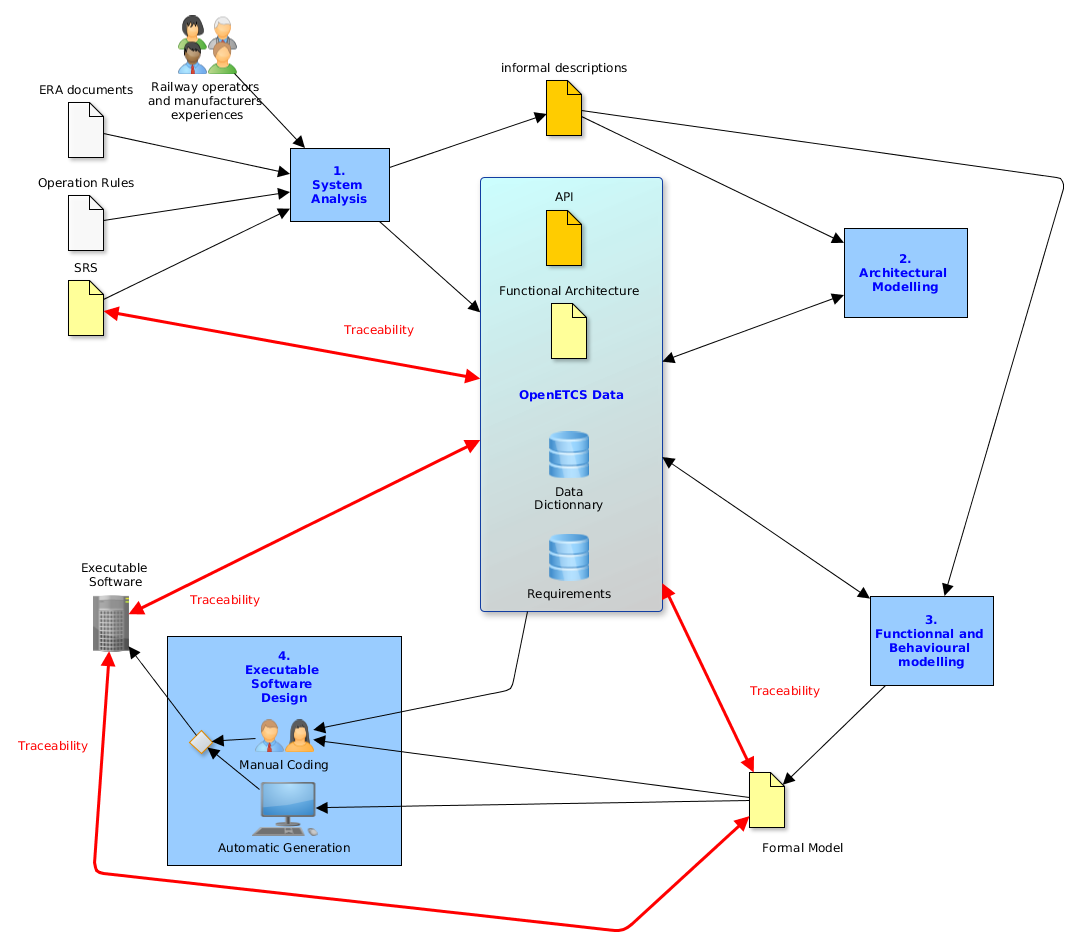 Railway operators
and manufacturers
experiences
informal descriptions
ERA documents
1.
System
Analysis
Operation Rules
API
2.
Architectural
Modelling
SRS
Functional Architecture
Traceability
OpenETCS Data
Data
Dictionnary
Executable
Software
Requirements
Traceability
3.
Functionnal and
Behavioural
modelling
4.
Executable
Software
Design
Traceability
Traceability
Manual Coding
Automatic Generation
Formal Model